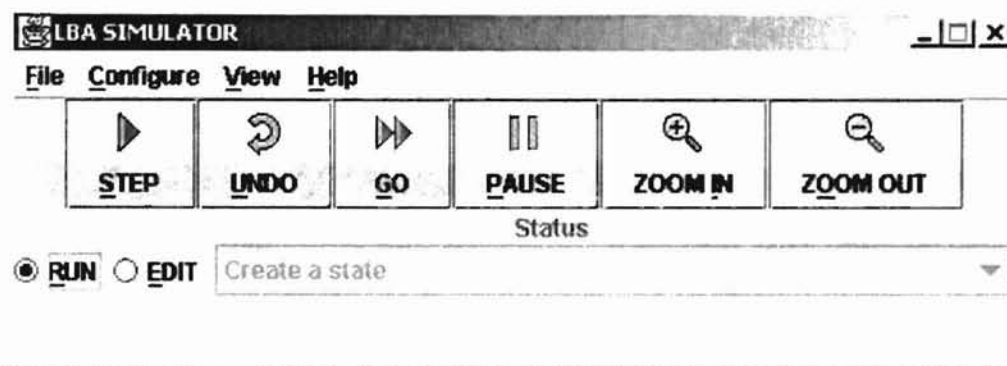 LBA SIMULATOR
File Configure View Help
STEP UNDO GO PAUSE ZOOM IN ZOOM OUT
Status
RUN EDIT Create a state